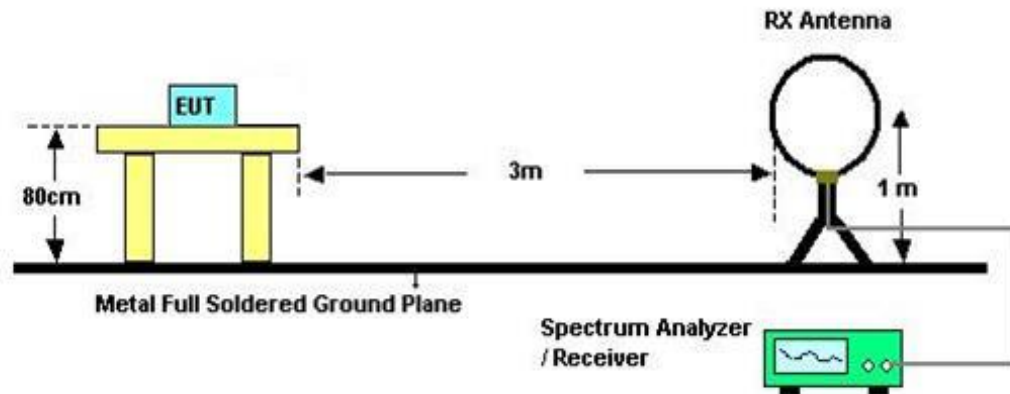 RX Antenna
EUT
80cm
3m
1 m
Metal Full Soldered Ground Plane
Spectrum Analyzer
/ Receiver